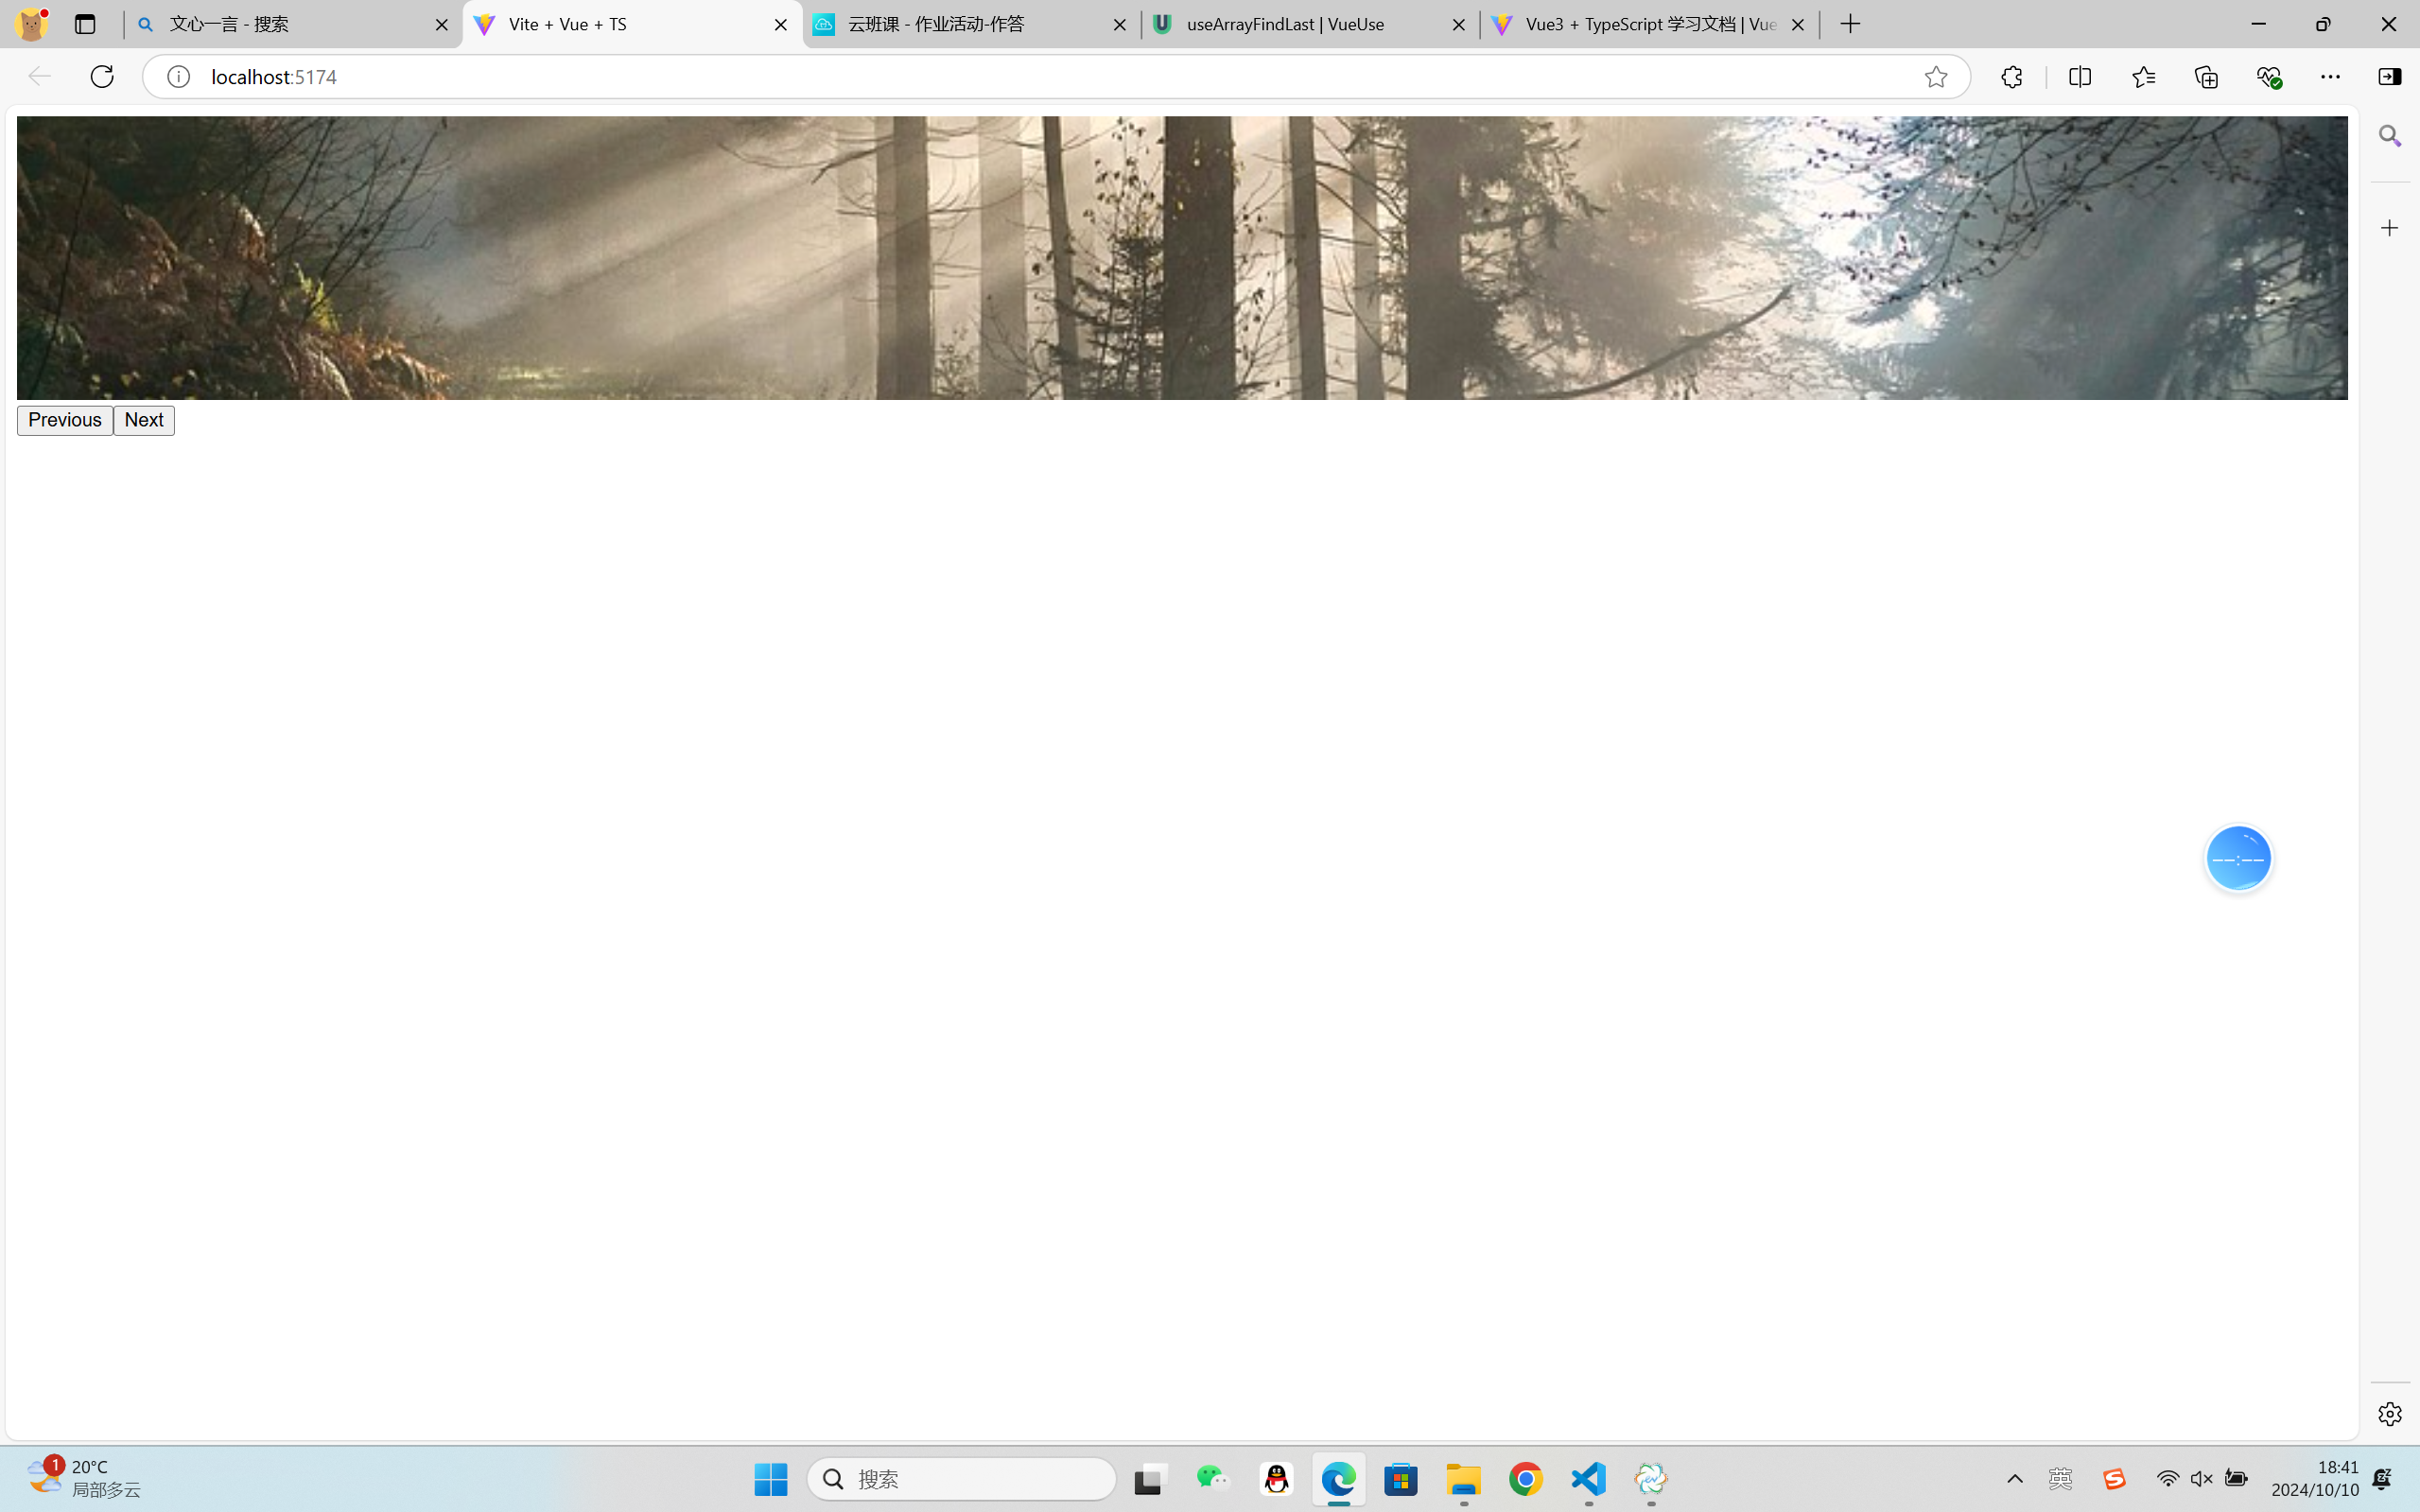 文心一言 - 搜索
Vite + Vue + TS
云班课 - 作业活动-作答
useArrayFindLast | VueUse
Vue3 + TypeScript 学习文档 | Vue
localhost:5174
Previous
Next
--:--
1
20°C
局部多云
搜索
英
18:41
2024/10/10